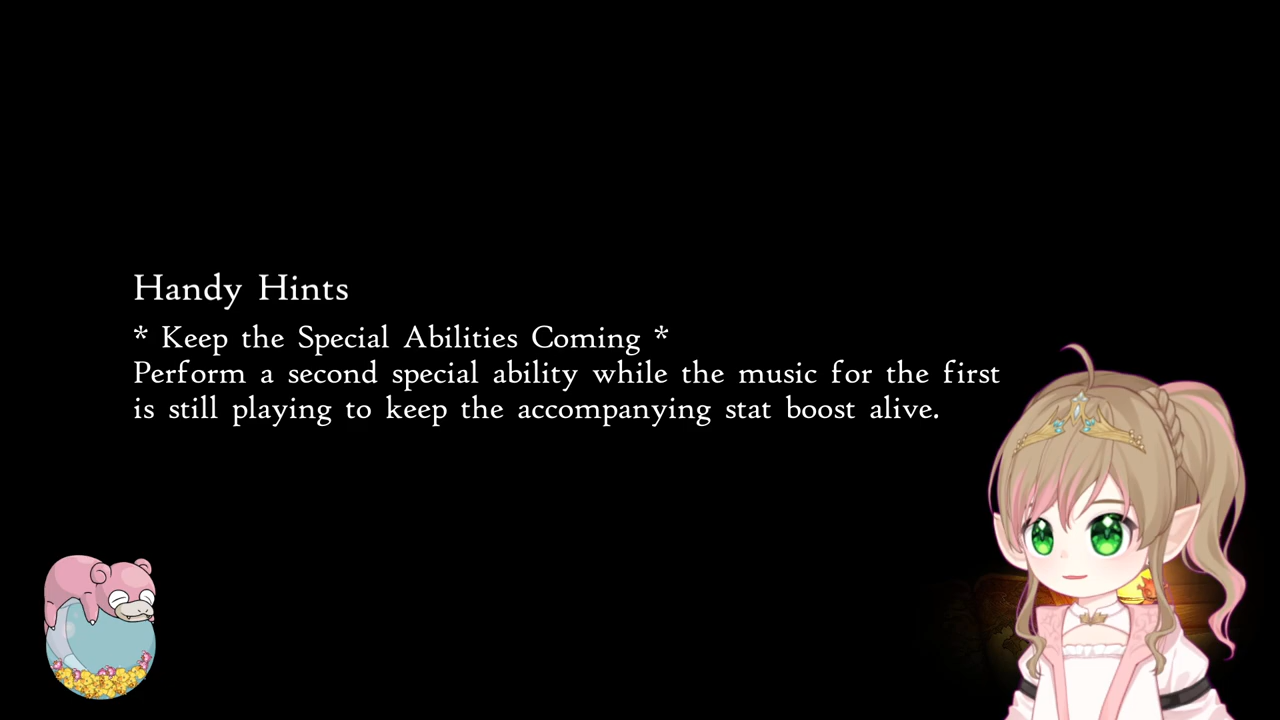 Handy Hints
* Keep the Special Abilities Coming *
Perform a second special ability while the music for the first
is still playing to keep the accompanying stat boost alive.